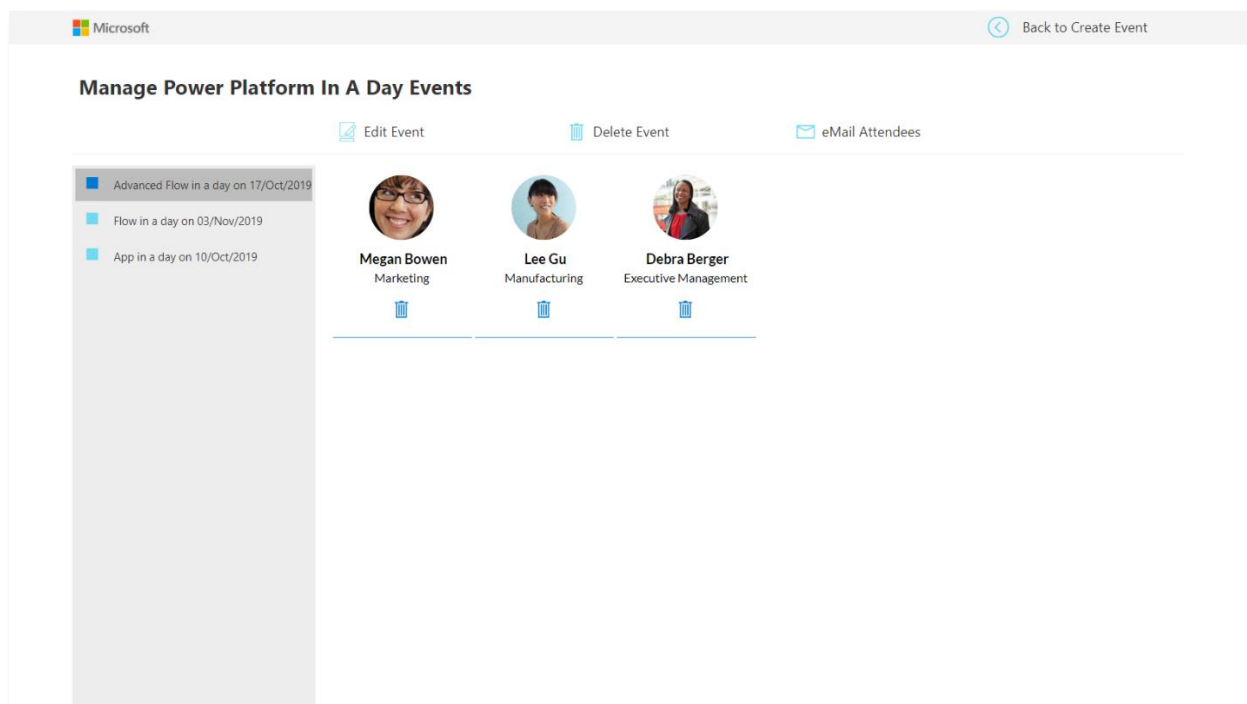 Microsoft
Back to Create Event
Manage Power Platform In A Day Events
Edit Event
Delete Event
eMail Attendees
Advanced Flow in a day on 17/Oct/2019
Flow in a day on 03/Nov/2019
App in a day on 10/Oct/2019
Megan Bowen
Marketing
Lee Gu
Manufacturing
Debra Berger
Executive Management